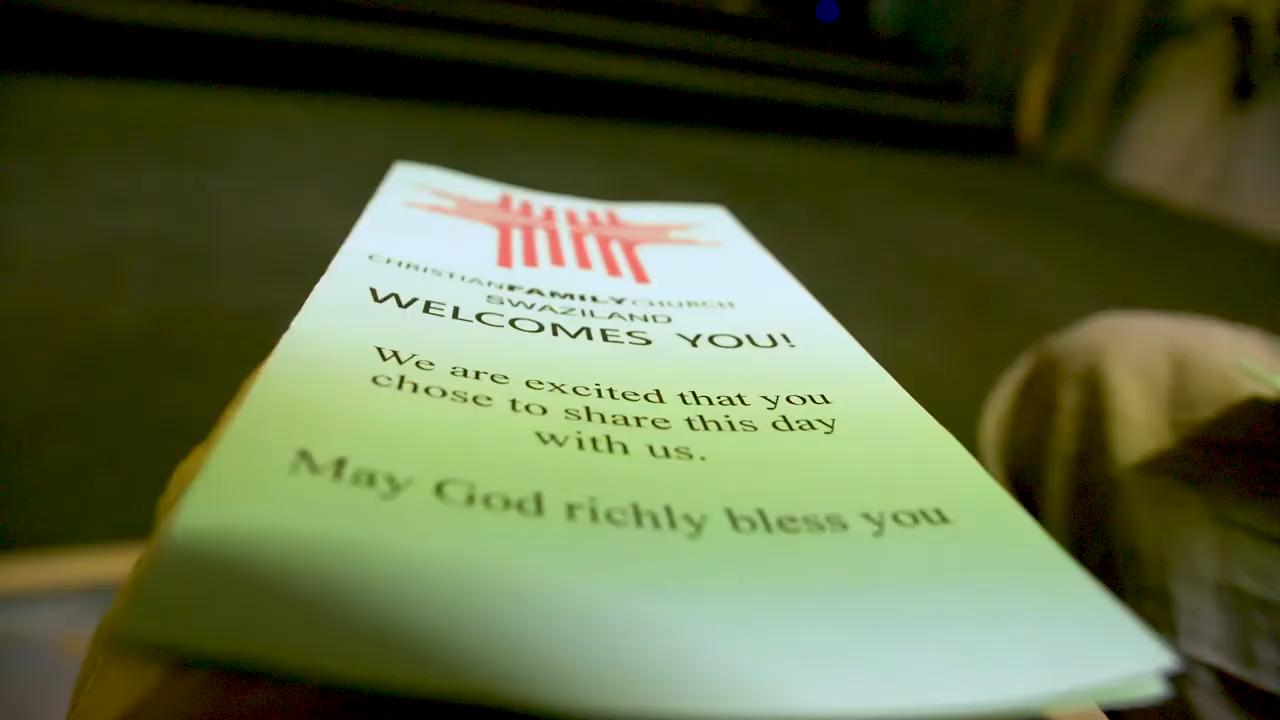 CHRISTIANFAMILYCHURCH
SWAZILAND
WELCOMES YOU!
We are excited that you
chose to share this day
with us.
May God richly bless you